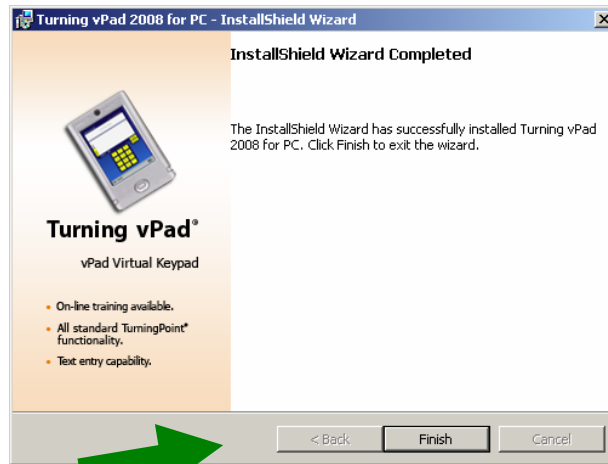 Turning vPad 2008 for PC - InstallShield Wizard
InstallShield Wizard Completed
The InstallShield Wizard has successfully installed Turning vPad
2008 for PC. Click Finish to exit the wizard.
Turning vPad®
vPad Virtual Keypad
• On-line training available.
• All standard TurningPoint®
functionality.
• Text entry capability.
< Back
Finish
Cancel